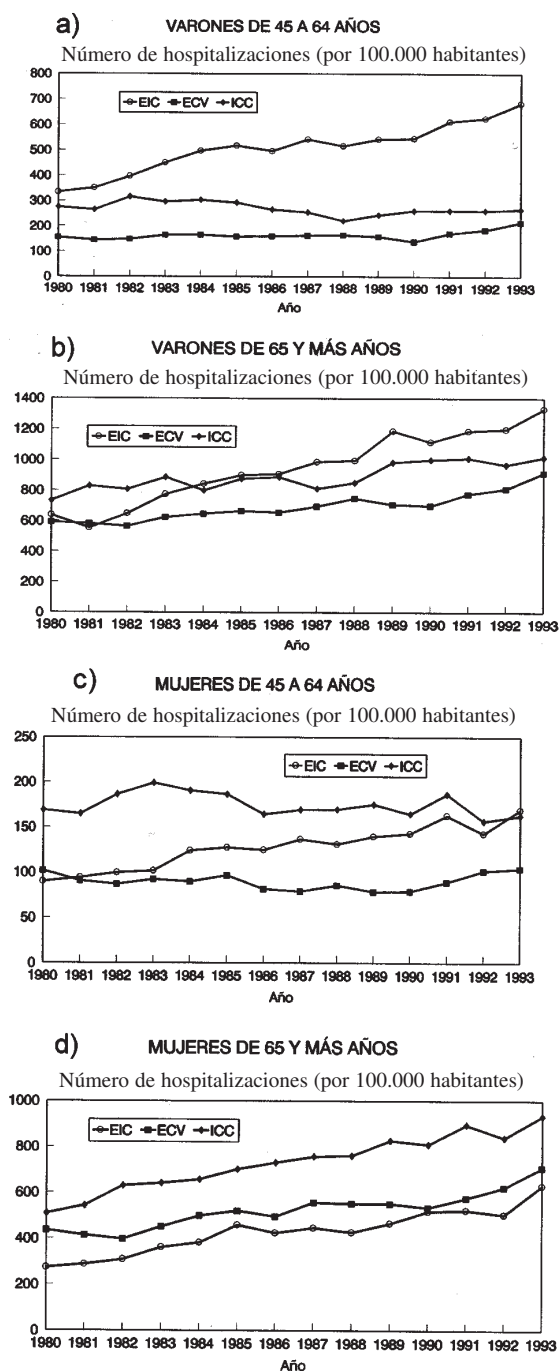 a)
VARONES DE 45 A 64 AÑOS
Número de hospitalizaciones (por 100.000 habitantes)
800
700
600
500
400
300
200
100
0
EIC ECV ICC
1980 1981 1982 1983 1984 1985 1986 1987 1988 1989 1990 1991 1992 1993
Año
b)
VARONES DE 65 Y MÁS AÑOS
Número de hospitalizaciones (por 100.000 habitantes)
1400
1200
1000
800
600
400
200
0
EIC ECV ICC
1980 1981 1982 1983 1984 1985 1986 1987 1988 1989 1990 1991 1992 1993
Año
c)
MUJERES DE 45 A 64 AÑOS
Número de hospitalizaciones (por 100.000 habitantes)
250
200
150
100
50
0
EIC ECV ICC
1980 1981 1982 1983 1984 1985 1986 1987 1988 1989 1990 1991 1992 1993
Año
d)
MUJERES DE 65 Y MÁS AÑOS
Número de hospitalizaciones (por 100.000 habitantes)
1000
800
600
400
200
0
EIC ECV ICC
1980 1981 1982 1983 1984 1985 1986 1987 1988 1989 1990 1991 1992 1993
Año